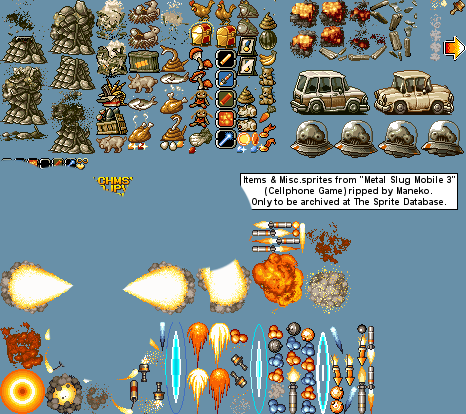 Items & Misc.sprites from "Metal Slug Mobile 3"
(Cellphone Game) ripped by Maneko.
Only to be archived at The Sprite Database.